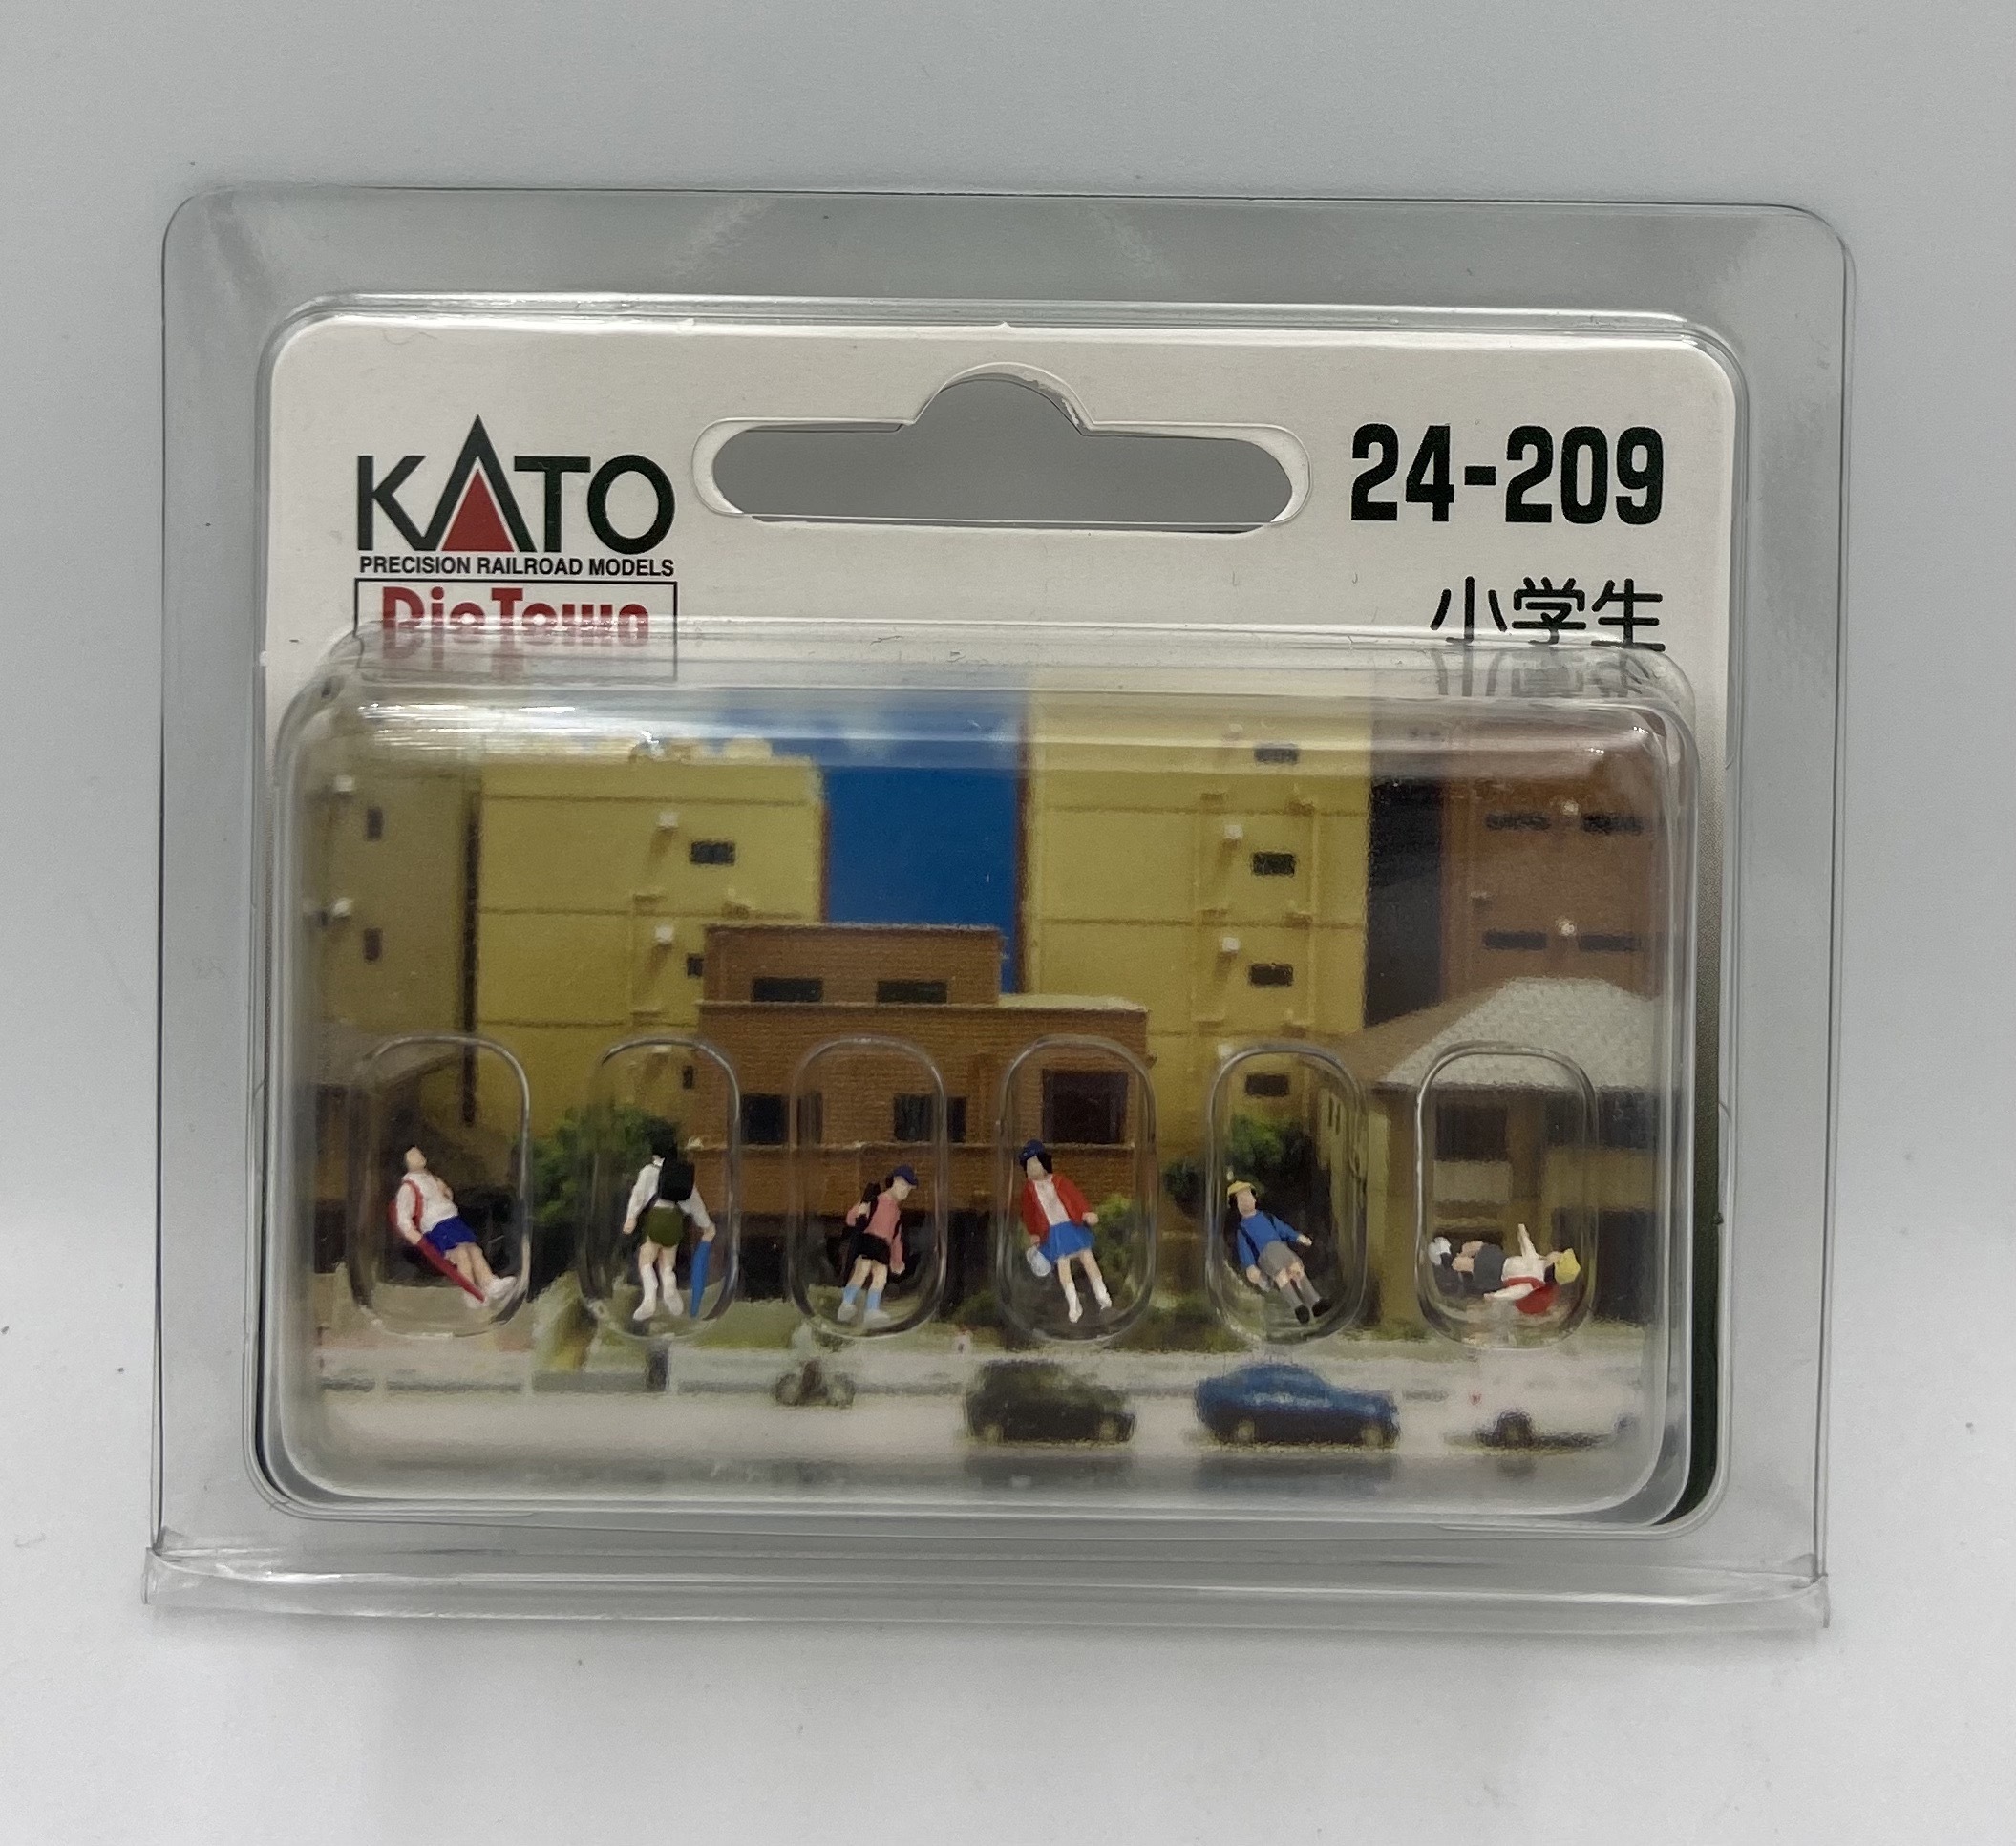 KATO
24-209
PRECISION RAILROAD MODELS
DioTown
小学生